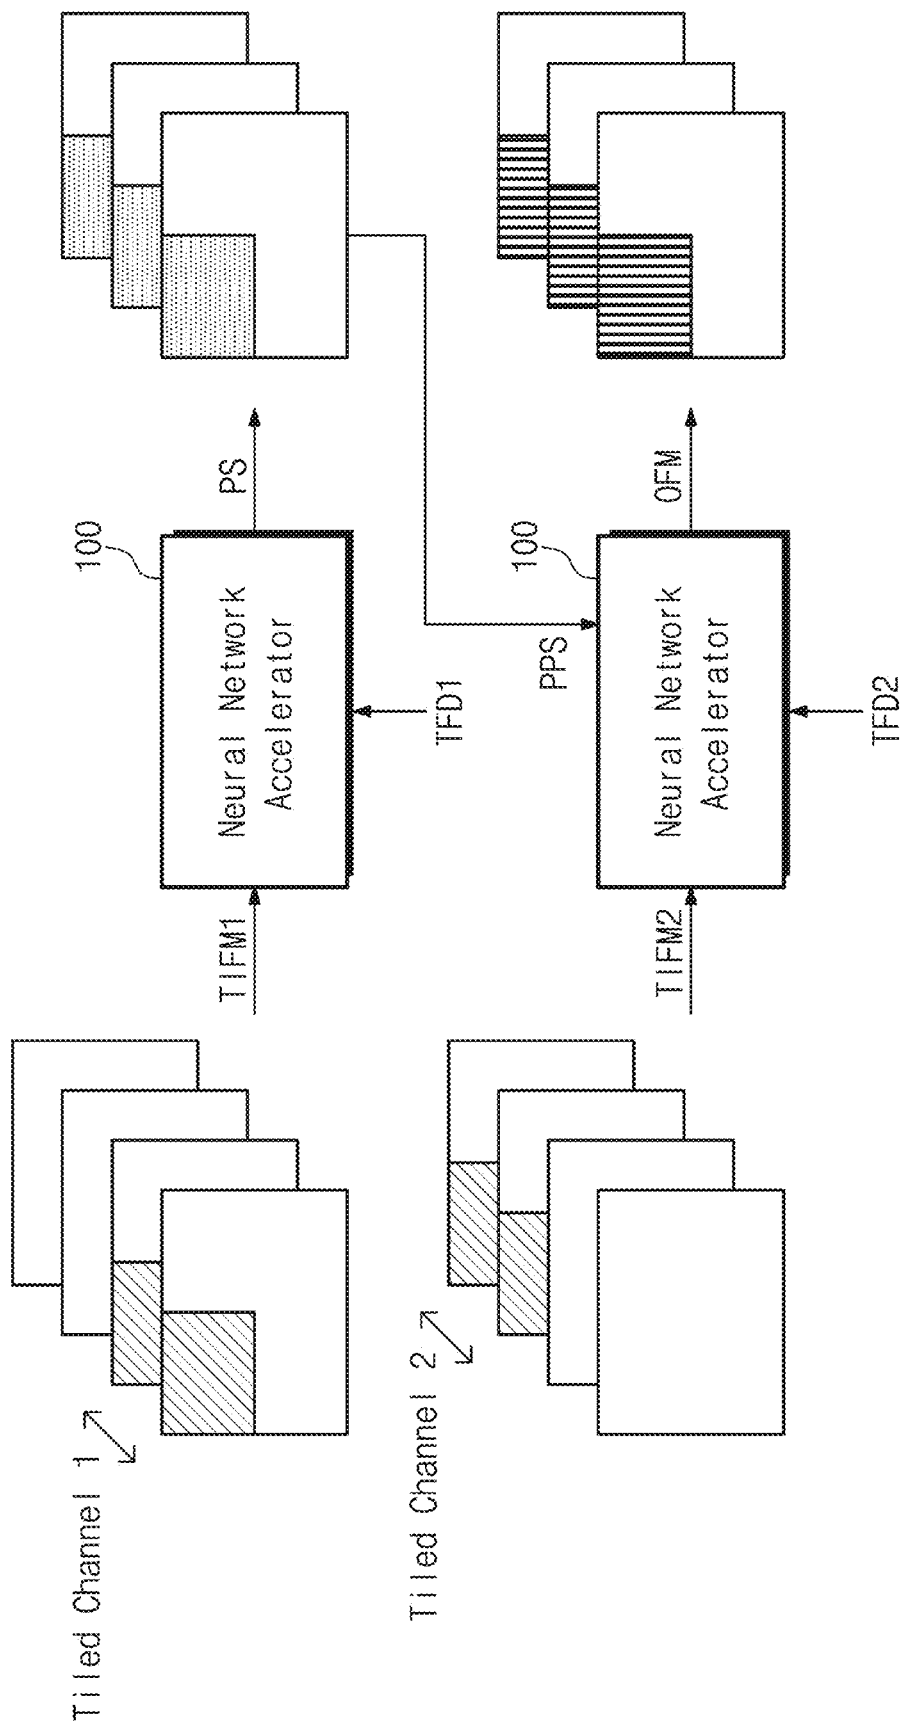 Tiled Channel 1
TIFM1
100
Neural Network
Accelerator
TFD1
PS
Tiled Channel 2
TIFM2
PPS
100
Neural Network
Accelerator
TFD2
OFM